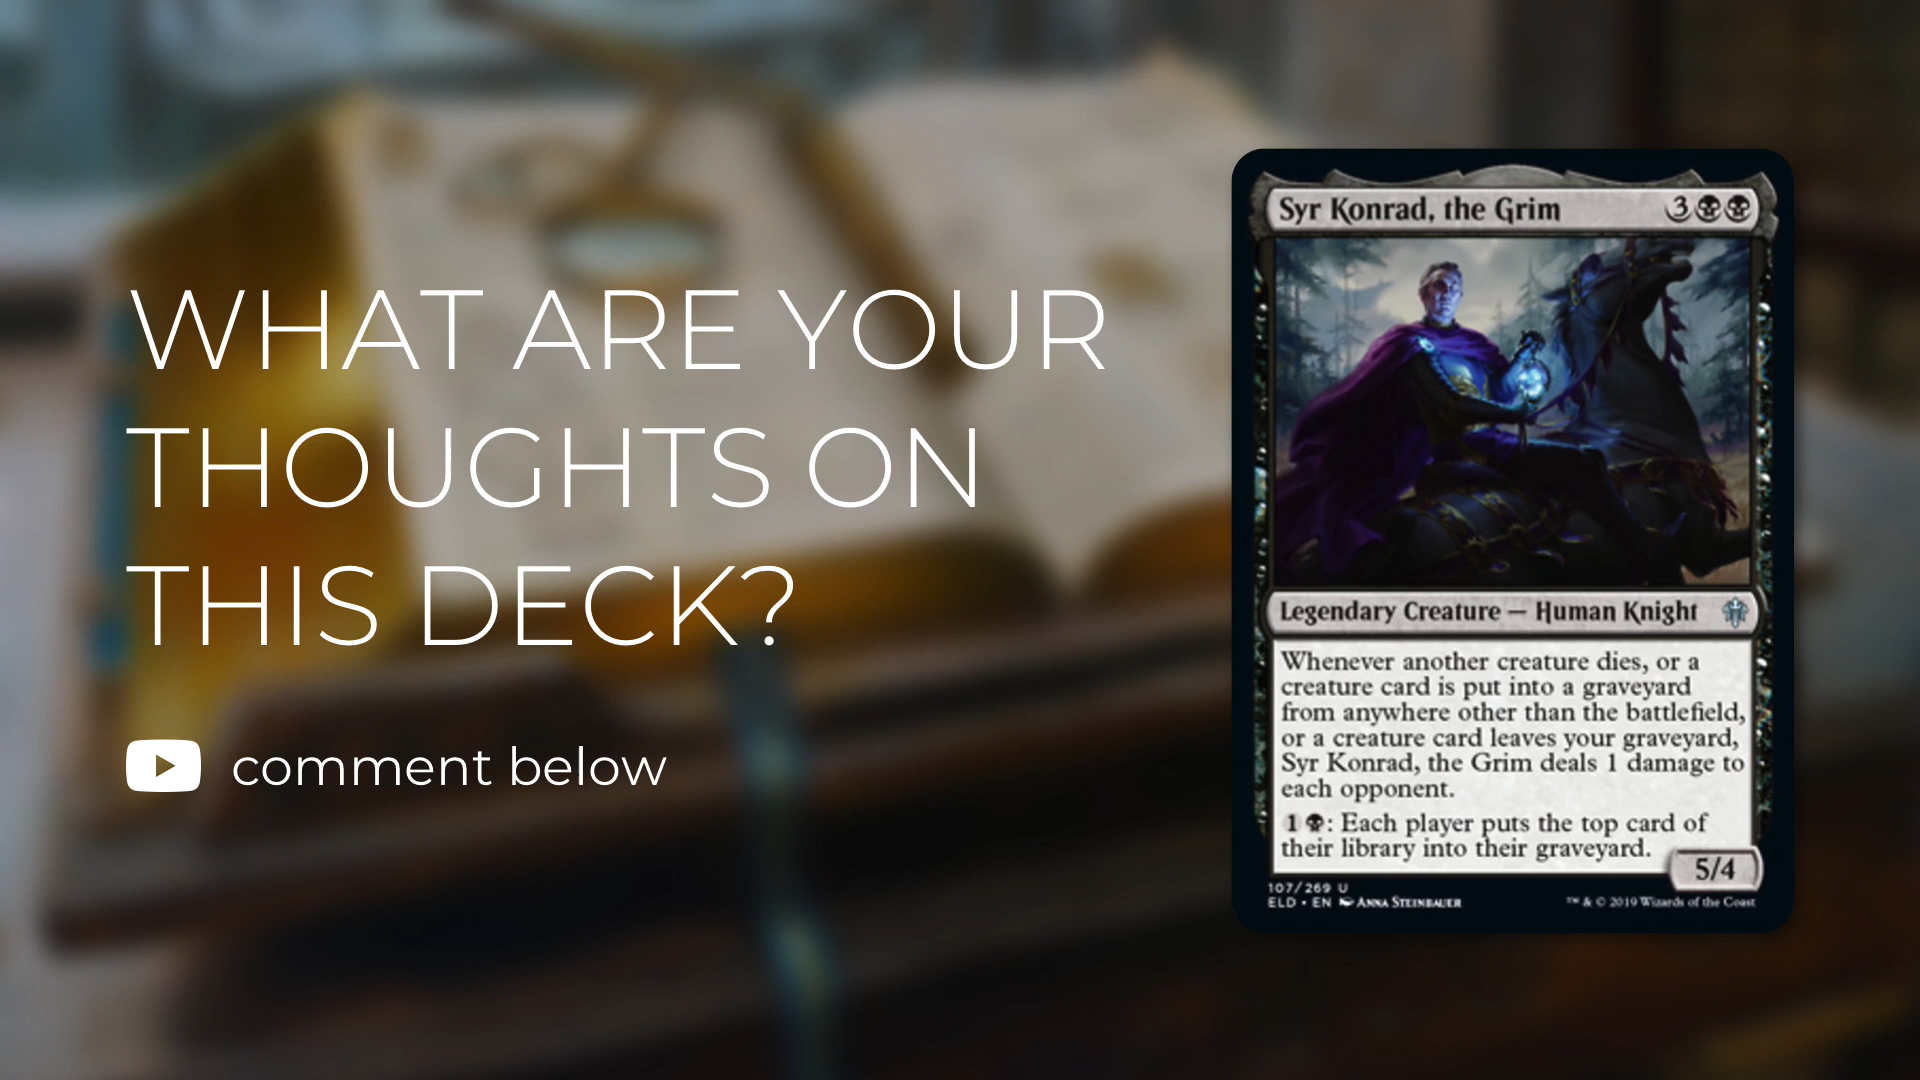 WHAT ARE YOUR
THOUGHTS ON
THIS DECK?
comment below
Syr Konrad, the Grim 3
Legendary Creature — Human Knight
Whenever another creature dies, or a
creature card is put into a graveyard
from anywhere other than the battlefield,
or a creature card leaves your graveyard,
Syr Konrad, the Grim deals 1 damage to
each opponent.
1 : Each player puts the top card of
their library into their graveyard.
5/4
107/269 U
ELD • EN ANNA STEINBAUER
™ & © 2019 Wizards of the Coast